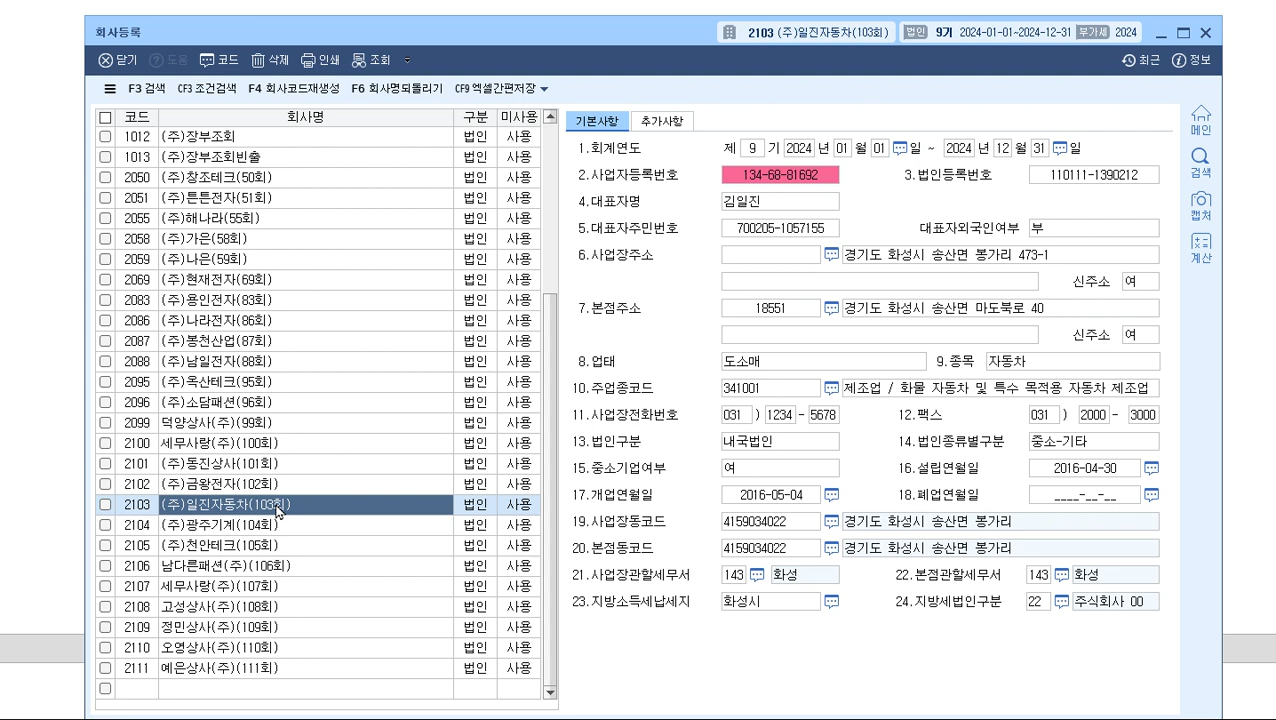 회사등록
2103 (주)일진자동차(103회) 법인 9기 2024-01-01~2024-12-31 부가세 2024
닫기 도움 코드 삭제 인쇄 조회 최근 정보
F3 검색 CF3 조건검색 F4 회사코드재생성 F6 회사명되돌리기 CF9 엑셀간편저장
코드 회사명 구분 미사용
1012 (주)장부조회 법인 사용
1013 (주)장부조회빈출 법인 사용
2050 (주)창조테크(50회) 법인 사용
2051 (주)튼튼전자(51회) 법인 사용
2055 (주)해나라(55회) 법인 사용
2058 (주)가은(58회) 법인 사용
2059 (주)나은(59회) 법인 사용
2069 (주)현재전자(69회) 법인 사용
2083 (주)용인전자(83회) 법인 사용
2086 (주)나라전자(86회) 법인 사용
2087 (주)봉천산업(87회) 법인 사용
2088 (주)남일전자(88회) 법인 사용
2095 (주)옥산테크(95회) 법인 사용
2096 (주)소담패션(96회) 법인 사용
2099 덕양상사(주)(99회) 법인 사용
2100 세무사랑(주)(100회) 법인 사용
2101 (주)동진상사(101회) 법인 사용
2102 (주)금왕전자(102회) 법인 사용
2103 (주)일진자동차(103회) 법인 사용
2104 (주)광주기계(104회) 법인 사용
2105 (주)천안테크(105회) 법인 사용
2106 남다른패션(주)(106회) 법인 사용
2107 세무사랑(주)(107회) 법인 사용
2108 고성상사(주)(108회) 법인 사용
2109 정민상사(주)(109회) 법인 사용
2110 오영상사(주)(110회) 법인 사용
2111 예은상사(주)(111회) 법인 사용
기본사항 추가사항
1.회계연도 제 9 기 2024 년 01 월 01 일 ~ 2024 년 12 월 31 일
2.사업자등록번호 134-68-81692 3.법인등록번호 110111-1390212
4.대표자명 김일진
5.대표자주민번호 700205-1057155 대표자외국인여부 부
6.사업장주소 경기도 화성시 송산면 봉가리 473-1
신주소 여
7.본점주소 18551 경기도 화성시 송산면 마도북로 40
신주소 여
8.업태 도소매 9.종목 자동차
10.주업종코드 341001 제조업 / 화물 자동차 및 특수 목적용 자동차 제조업
11.사업장전화번호 031 ) 1234 - 5678 12.팩스 031 ) 2000 - 3000
13.법인구분 내국법인 14.법인종류별구분 중소-기타
15.중소기업여부 여 16.설립연월일 2016-04-30
17.개업연월일 2016-05-04 18.폐업연월일 ____-__-__
19.사업장동코드 4159034022 경기도 화성시 송산면 봉가리
20.본점동코드 4159034022 경기도 화성시 송산면 봉가리
21.사업장관할세무서 143 화성 22.본점관할세무서 143 화성
23.지방소득세납세지 화성시 24.지방세법인구분 22 주식회사 00
메인
검색
캡처
계산